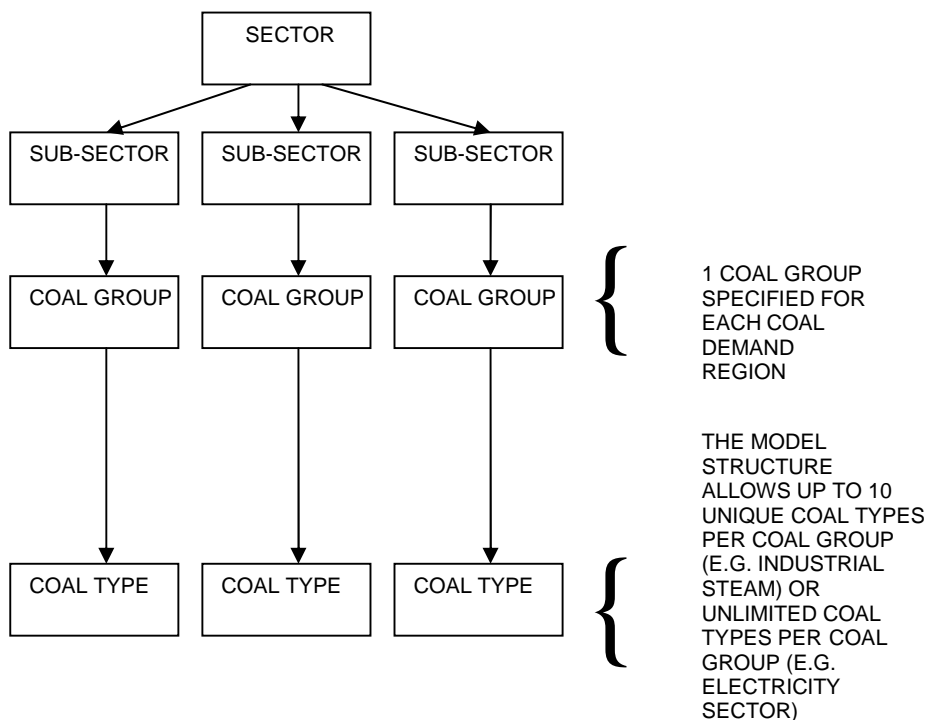 SECTOR
SUB-SECTOR SUB-SECTOR SUB-SECTOR
COAL GROUP COAL GROUP COAL GROUP
1 COAL GROUP
SPECIFIED FOR
EACH COAL
DEMAND
REGION
COAL TYPE COAL TYPE COAL TYPE
THE MODEL
STRUCTURE
ALLOWS UP TO 10
UNIQUE COAL TYPES
PER COAL GROUP
(E.G. INDUSTRIAL
STEAM) OR
UNLIMITED COAL
TYPES PER COAL
GROUP (E.G.
ELECTRICITY
SECTOR)